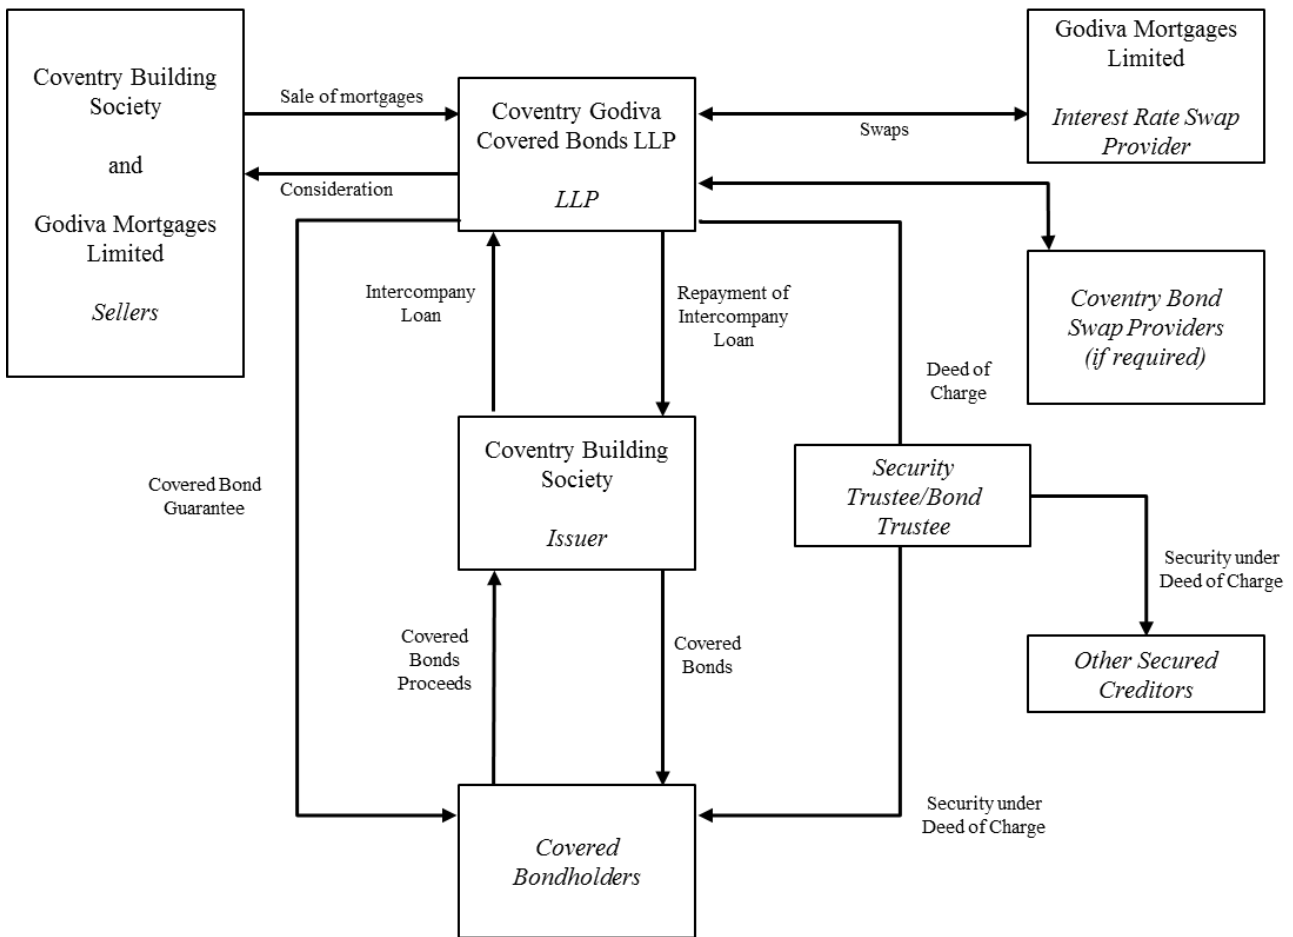 Coventry Building
Society
and
Godiva Mortgages
Limited
Sellers
Sale of mortgages
Consideration
Coventry Godiva
Covered Bonds LLP
LLP
Swaps
Godiva Mortgages
Limited
Interest Rate Swap
Provider
Coventry Bond
Swap Providers
(if required)
Intercompany
Loan
Repayment of
Intercompany
Loan
Deed of
Charge
Covered Bond
Guarantee
Coventry Building
Society
Issuer
Security
Trustee/Bond
Trustee
Security under
Deed of Charge
Other Secured
Creditors
Covered
Bonds
Proceeds
Covered
Bonds
Security under
Deed of Charge
Covered
Bondholders